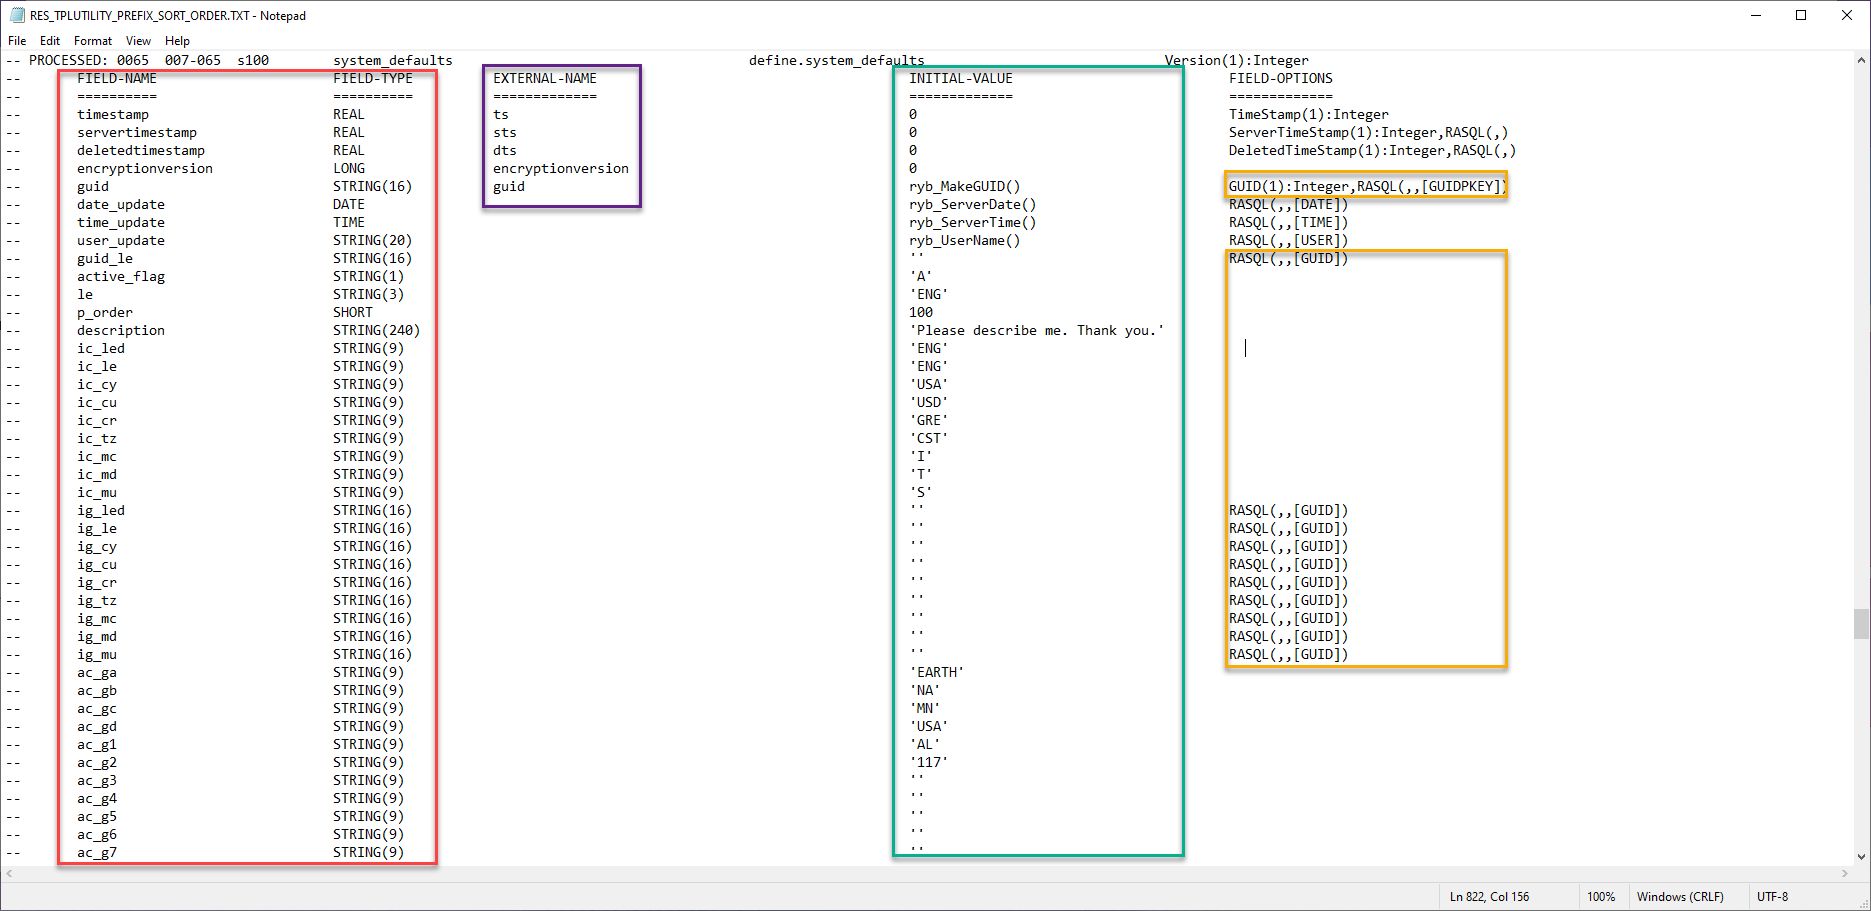 RES_TPLUTILITY_PREFIX_SORT_ORDER.TXT - Notepad
File Edit Format View Help
-- PROCESSED: 0065 007-065 s100 system_defaults define.system_defaults Version(1):Integer
-- FIELD-NAME FIELD-TYPE EXTERNAL-NAME INITIAL-VALUE FIELD-OPTIONS
-- ========== ========== ============= ============= =============
-- timestamp REAL ts 0 TimeStamp(1):Integer
-- servertimestamp REAL sts 0 ServerTimeStamp(1):Integer,RASQL(,)
-- deletedtimestamp REAL dts 0 DeletedTimeStamp(1):Integer,RASQL(,)
-- encryptionversion LONG encryptionversion 0
-- guid STRING(16) guid ryb_MakeGUID() GUID(1):Integer,RASQL(,,[GUIDPKEY])
-- date_update DATE ryb_ServerDate() RASQL(,,[DATE])
-- time_update TIME ryb_ServerTime() RASQL(,,[TIME])
-- user_update STRING(20) ryb_UserName() RASQL(,,[USER])
-- guid_le STRING(16) '' RASQL(,,[GUID])
-- active_flag STRING(1) 'A'
-- le STRING(3) 'ENG'
-- p_order SHORT 100
-- description STRING(240) 'Please describe me. Thank you.'
-- ic_led STRING(9) 'ENG'
-- ic_le STRING(9) 'ENG'
-- ic_cy STRING(9) 'USA'
-- ic_cu STRING(9) 'USD'
-- ic_cr STRING(9) 'GRE'
-- ic_tz STRING(9) 'CST'
-- ic_mc STRING(9) 'I'
-- ic_md STRING(9) 'T'
-- ic_mu STRING(9) 'S'
-- ig_led STRING(16) '' RASQL(,,[GUID])
-- ig_le STRING(16) '' RASQL(,,[GUID])
-- ig_cy STRING(16) '' RASQL(,,[GUID])
-- ig_cu STRING(16) '' RASQL(,,[GUID])
-- ig_cr STRING(16) '' RASQL(,,[GUID])
-- ig_tz STRING(16) '' RASQL(,,[GUID])
-- ig_mc STRING(16) '' RASQL(,,[GUID])
-- ig_md STRING(16) '' RASQL(,,[GUID])
-- ig_mu STRING(16) '' RASQL(,,[GUID])
-- ac_ga STRING(9) 'EARTH'
-- ac_gb STRING(9) 'NA'
-- ac_gc STRING(9) 'MN'
-- ac_gd STRING(9) 'USA'
-- ac_g1 STRING(9) 'AL'
-- ac_g2 STRING(9) '117'
-- ac_g3 STRING(9) ''
-- ac_g4 STRING(9) ''
-- ac_g5 STRING(9) ''
-- ac_g6 STRING(9) ''
-- ac_g7 STRING(9) ''
Ln 822, Col 156 100% Windows (CRLF) UTF-8